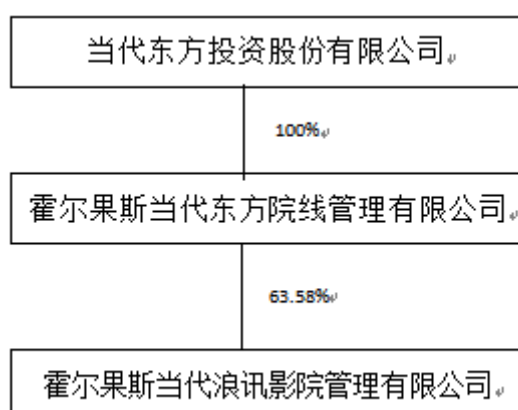 当代东方投资股份有限公司
100%
霍尔果斯当代东方院线管理有限公司
63.58%
霍尔果斯当代浪讯影院管理有限公司